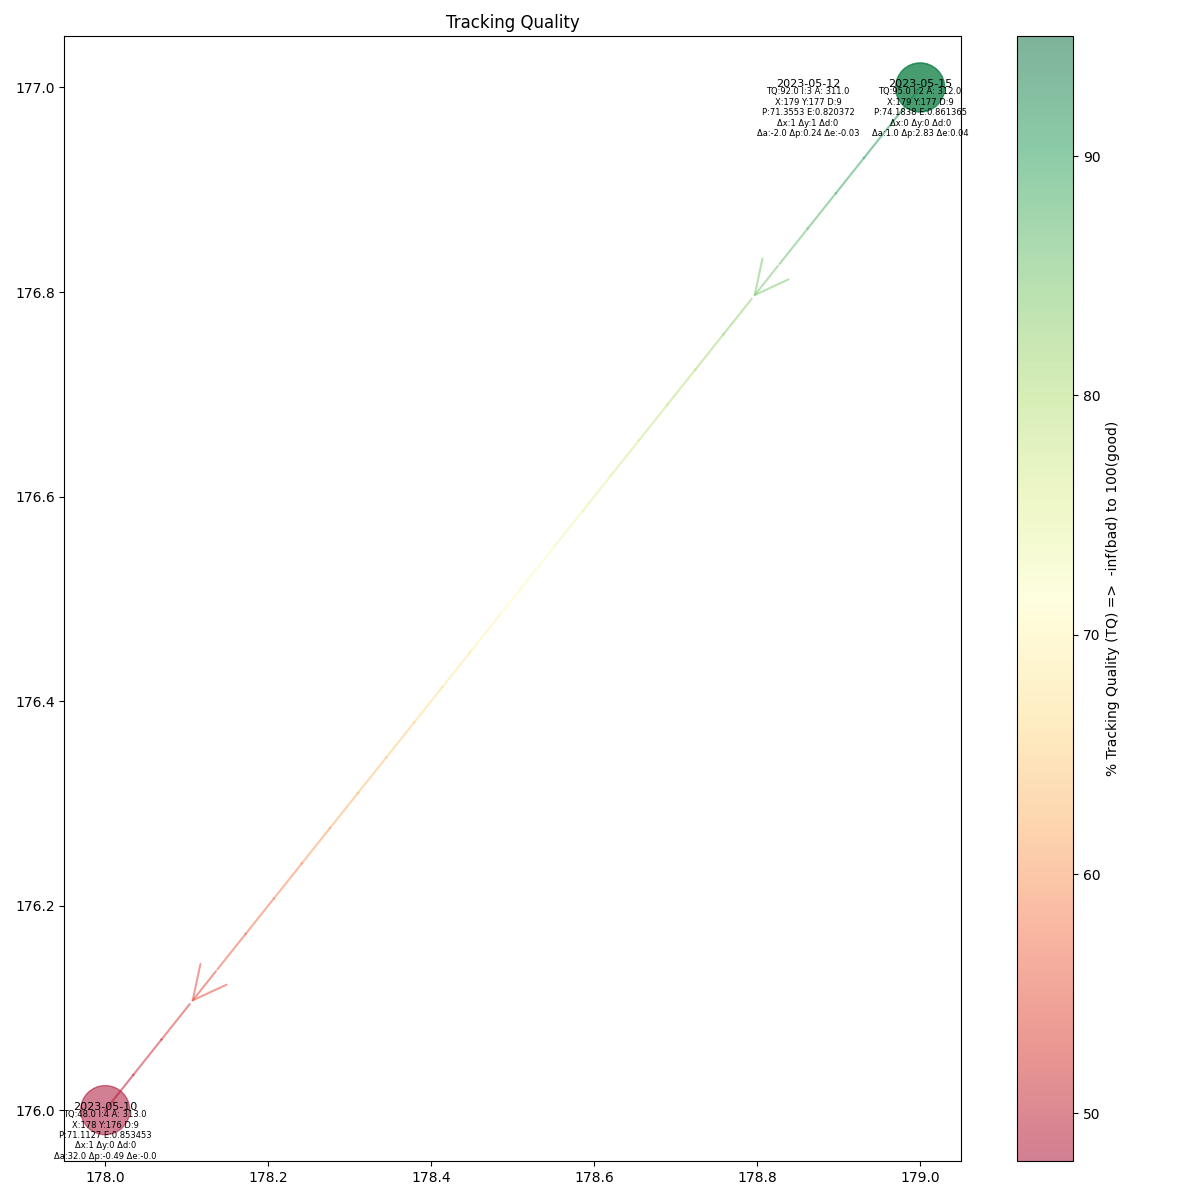 Tracking Quality
177.0
176.8
176.6
176.4
176.2
176.0
178.0
178.2
178.4
178.6
178.8
179.0
2023-05-12
TQ:92.0 I:3 A: 311.0
X:179 Y:177 D:9
P:71.3553 E:0.820372
Δx:1 Δy:1 Δd:0
Δa:-2.0 Δp:0.24 Δe:-0.03
2023-05-15
TQ:95.0 I:2 A: 312.0
X:179 Y:177 D:9
P:74.1838 E:0.861365
Δx:0 Δy:0 Δd:0
Δa:1.0 Δp:2.83 Δe:0.04
2023-05-10
TQ:48.0 I:4 A: 313.0
X:178 Y:176 D:9
P:71.1127 E:0.853453
Δx:1 Δy:0 Δd:0
Δa:32.0 Δp:-0.49 Δe:-0.0
90
80
70
60
50
% Tracking Quality (TQ) =>  -inf(bad) to 100(good)